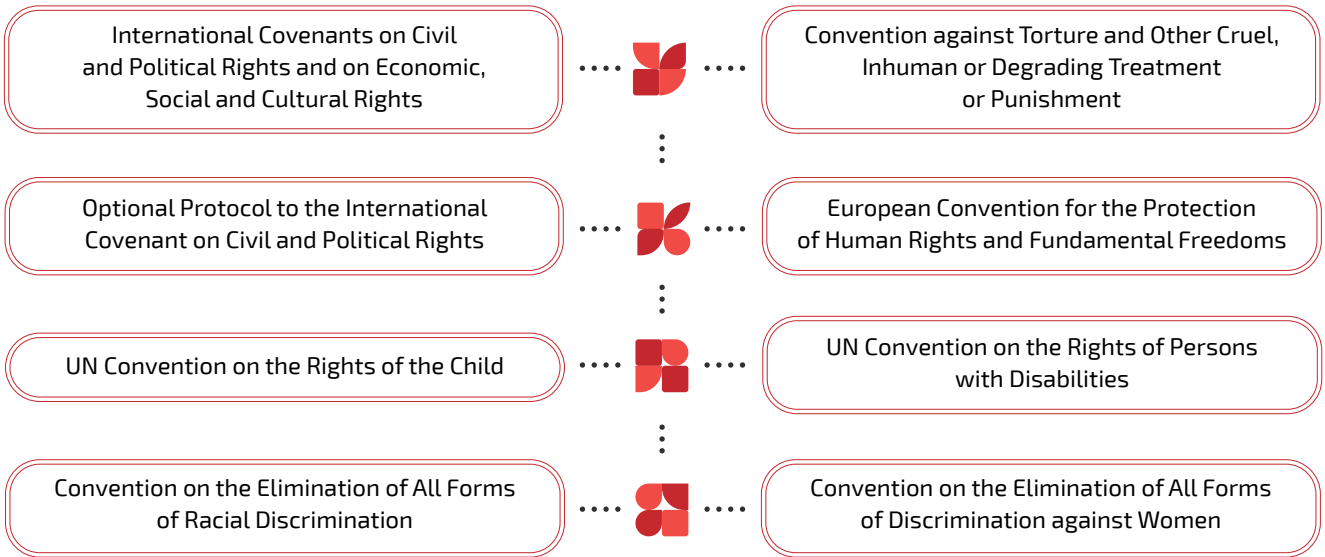 International Covenants on Civil
and Political Rights and on Economic,
Social and Cultural Rights
Convention against Torture and Other Cruel,
Inhuman or Degrading Treatment
or Punishment
Optional Protocol to the International
Covenant on Civil and Political Rights
European Convention for the Protection
of Human Rights and Fundamental Freedoms
UN Convention on the Rights of the Child
UN Convention on the Rights of Persons
with Disabilities
Convention on the Elimination of All Forms
of Racial Discrimination
Convention on the Elimination of All Forms
of Discrimination against Women